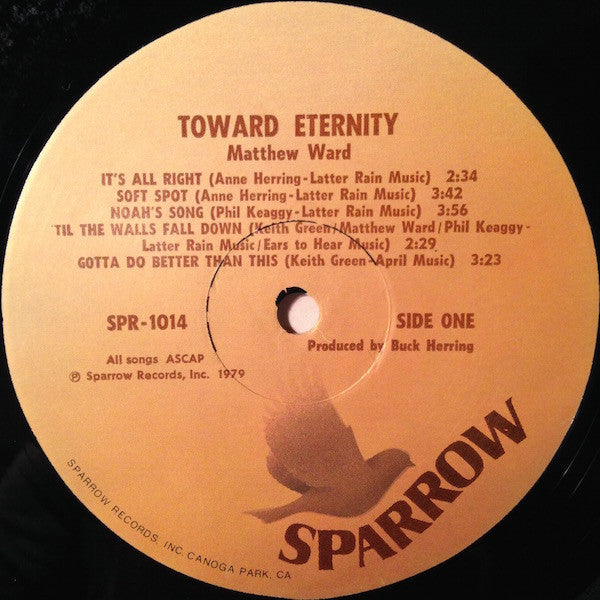 TOWARD ETERNITY
Matthew Ward
IT'S ALL RIGHT (Anne Herring-Latter Rain Music) 2:34
SOFT SPOT (Anne Herring-Latter Rain Music) 3:42
NOAH'S SONG (Phil Keaggy-Latter Rain Music) 3:56
'TIL THE WALLS FALL DOWN (Keith Green/Matthew Ward/Phil Keaggy-
Latter Rain Music/Ears to Hear Music) 2:29
GOTTA DO BETTER THAN THIS (Keith Green-April Music) 3:23
SPR-1014
SIDE ONE
Produced by Buck Herring
All songs ASCAP
℗ Sparrow Records, Inc. 1979
SPARROW
SPARROW RECORDS, INC. CANOGA PARK, CA